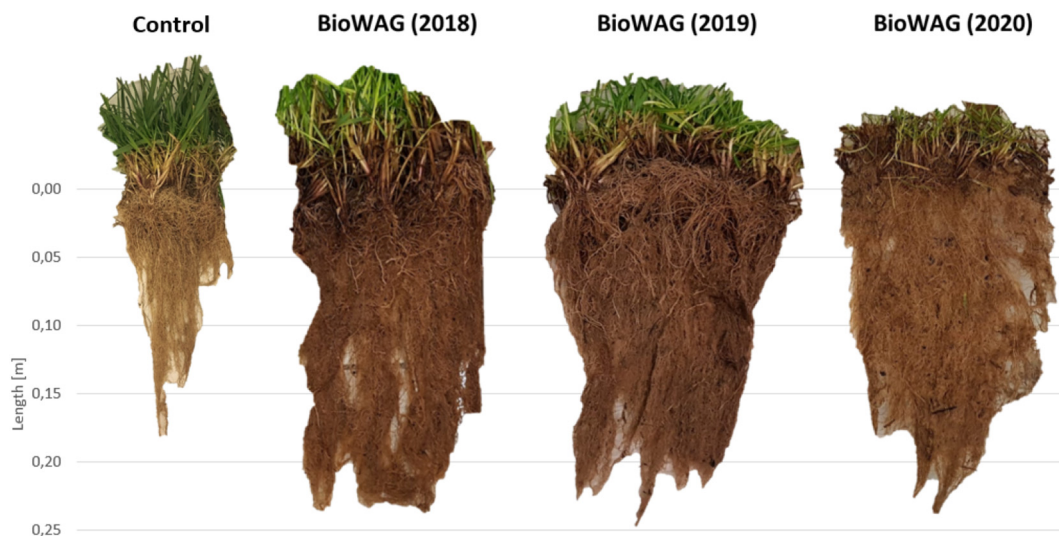 Control
BioWAG (2018)
BioWAG (2019)
BioWAG (2020)
Length [m]
0,00
0,05
0,10
0,15
0,20
0,25